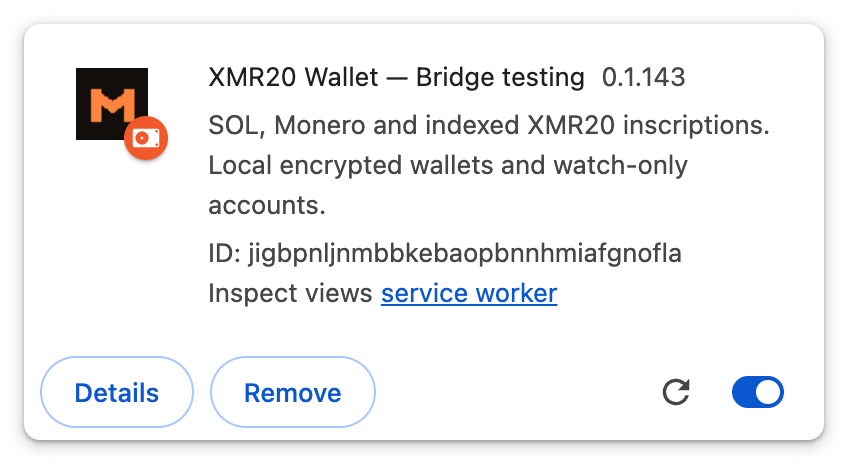 XMR20 Wallet — Bridge testing 0.1.143
SOL, Monero and indexed XMR20 inscriptions.
Local encrypted wallets and watch-only
accounts.
ID: jigbpnljnmbbkebaopbnnhmiafgnofla
Inspect views service worker
Details Remove